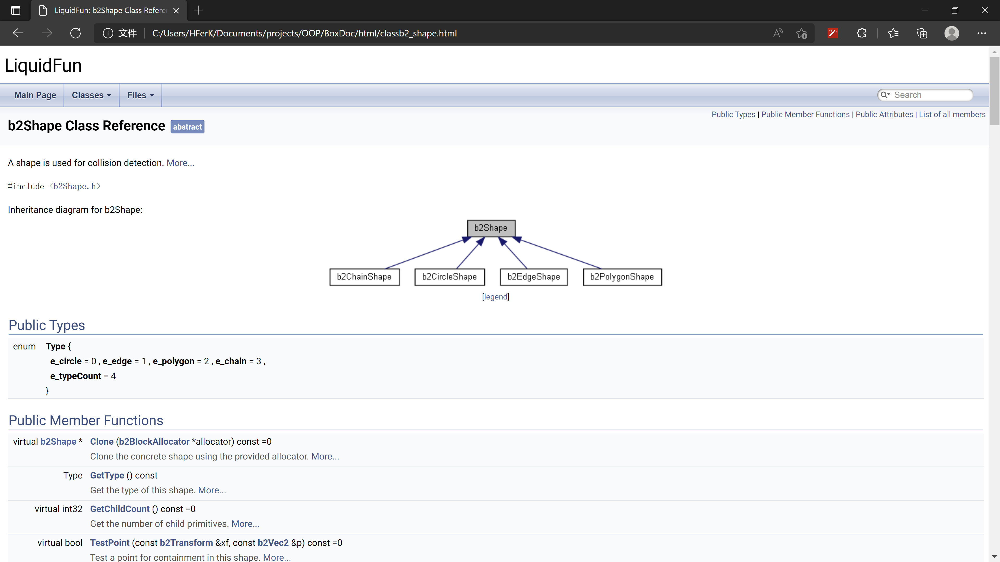 LiquidFun: b2Shape Class Refere
文件 C:/Users/HFerK/Documents/projects/OOP/BoxDoc/html/classb2_shape.html
LiquidFun
Main Page Classes Files Search
Public Types | Public Member Functions | Public Attributes | List of all members
b2Shape Class Reference abstract
A shape is used for collision detection. More...
#include <b2Shape.h>
Inheritance diagram for b2Shape:
b2Shape
b2ChainShape b2CircleShape b2EdgeShape b2PolygonShape
[legend]
Public Types
enum Type {
e_circle = 0 , e_edge = 1 , e_polygon = 2 , e_chain = 3 ,
e_typeCount = 4
}
Public Member Functions
virtual b2Shape * Clone (b2BlockAllocator *allocator) const =0
Clone the concrete shape using the provided allocator. More...
Type GetType () const
Get the type of this shape. More...
virtual int32 GetChildCount () const =0
Get the number of child primitives. More...
virtual bool TestPoint (const b2Transform &xf, const b2Vec2 &p) const =0
Test a point for containment in this shape. More...